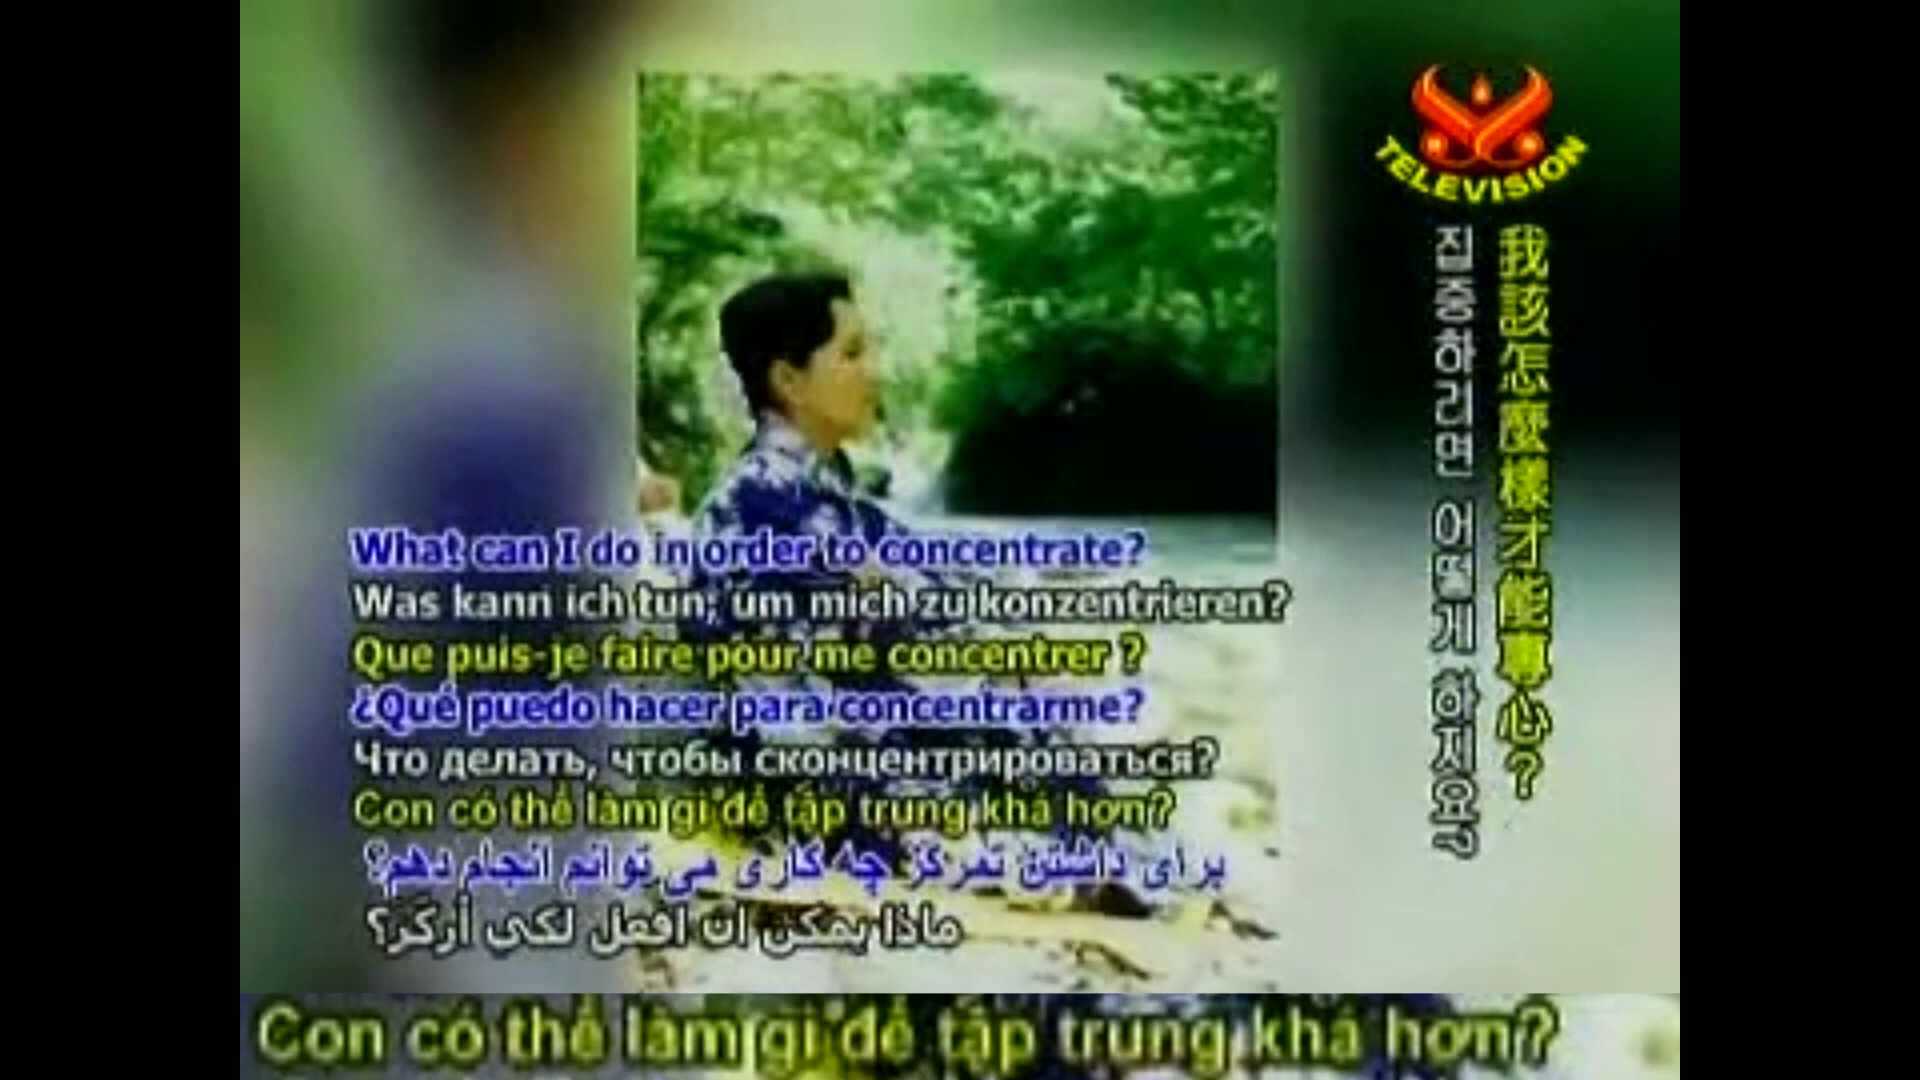 TELEVISION
我該怎麼樣才能專心？
집중하려면 어떻게 하지요?
What can I do in order to concentrate?
Was kann ich tun, um mich zu konzentrieren?
Que puis-je faire pour me concentrer ?
¿Qué puedo hacer para concentrarme?
Что делать, чтобы сконцентрироваться?
Con có thể làm gì để tập trung khá hơn?
برای داشتن تمرکز چه کاری می توانم انجام دهم؟
ماذا يمكن ان افعل لكي أركز؟
Con có thể làm gì để tập trung khá hơn?